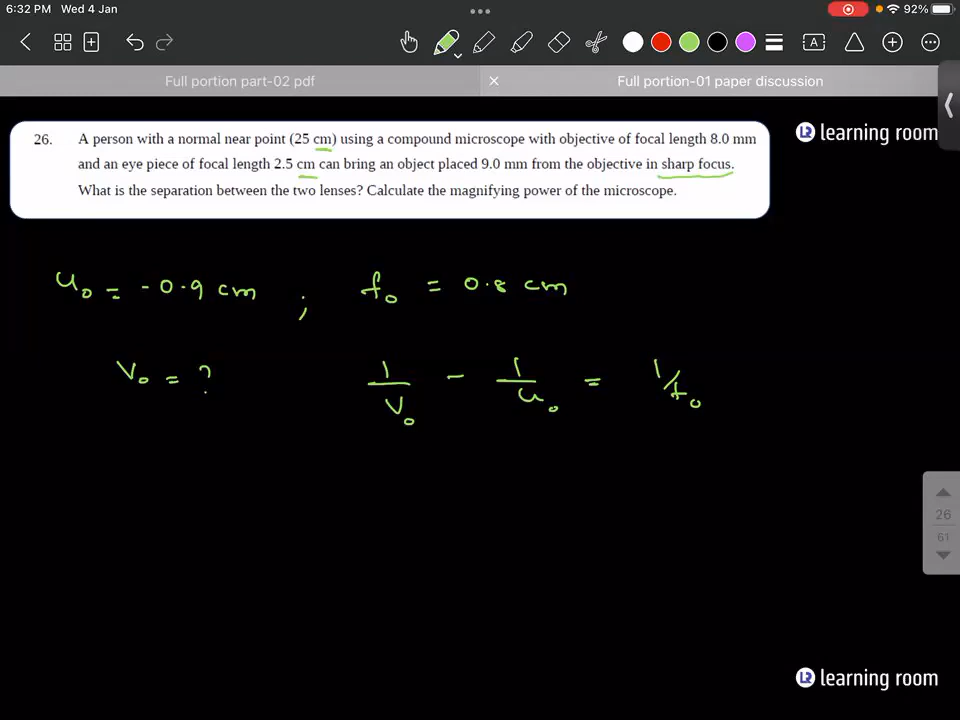 6:32 PM Wed 4 Jan
92%
A
Full portion part-02 pdf
Full portion-01 paper discussion
learning room
26. A person with a normal near point (25 cm) using a compound microscope with objective of focal length 8.0 mm
and an eye piece of focal length 2.5 cm can bring an object placed 9.0 mm from the objective in sharp focus.
What is the separation between the two lenses? Calculate the magnifying power of the microscope.
u₀ = -0.9 cm ; f₀ = 0.8 cm
V₀ = ? 1/V₀ - 1/u₀ = 1/f₀
26
61
learning room